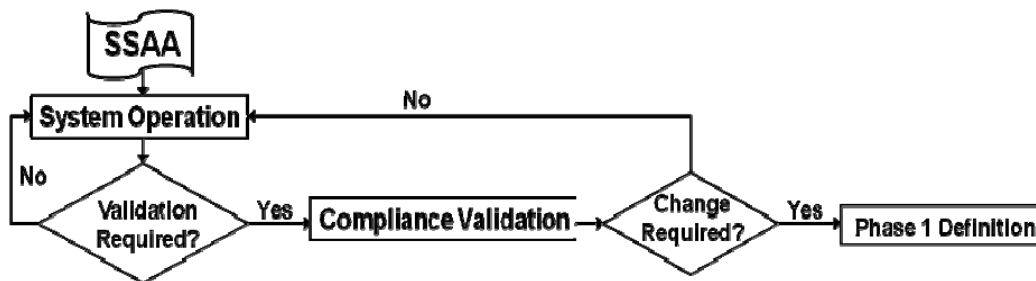 SSAA
No
System Operation
No
Validation
Required?
Yes
Compliance Validation
Change
Required?
Yes
Phase 1 Definition